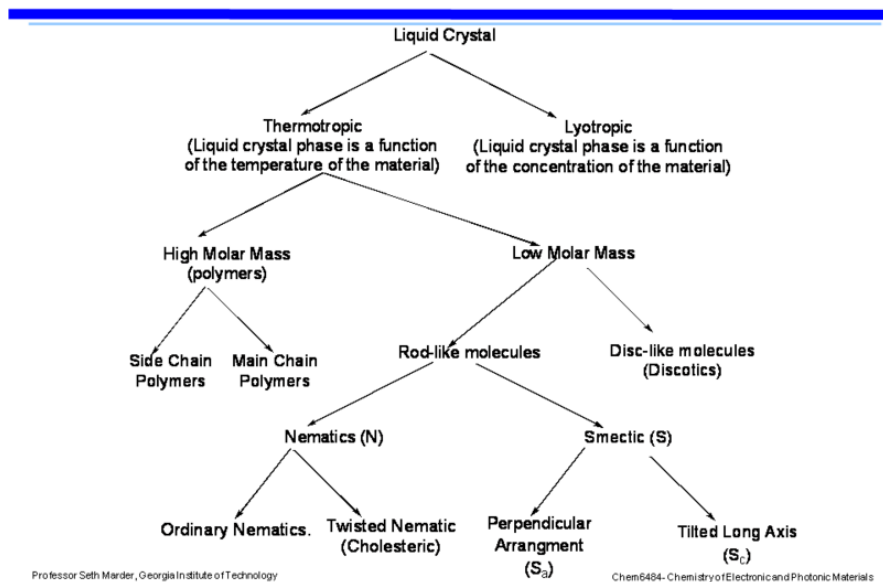 Liquid Crystal
Thermotropic
(Liquid crystal phase is a function
of the temperature of the material)
Lyotropic
(Liquid crystal phase is a function
of the concentration of the material)
High Molar Mass
(polymers)
Low Molar Mass
Side Chain
Polymers
Main Chain
Polymers
Rod-like molecules
Disc-like molecules
(Discotics)
Nematics (N)
Smectic (S)
Ordinary Nematics.
Twisted Nematic
(Cholesteric)
Perpendicular
Arrangment
(Sa)
Tilted Long Axis
(Sc)
Professor Seth Marder, Georgia Institute of Technology
Chem6484- Chemistry of Electronic and Photonic Materials